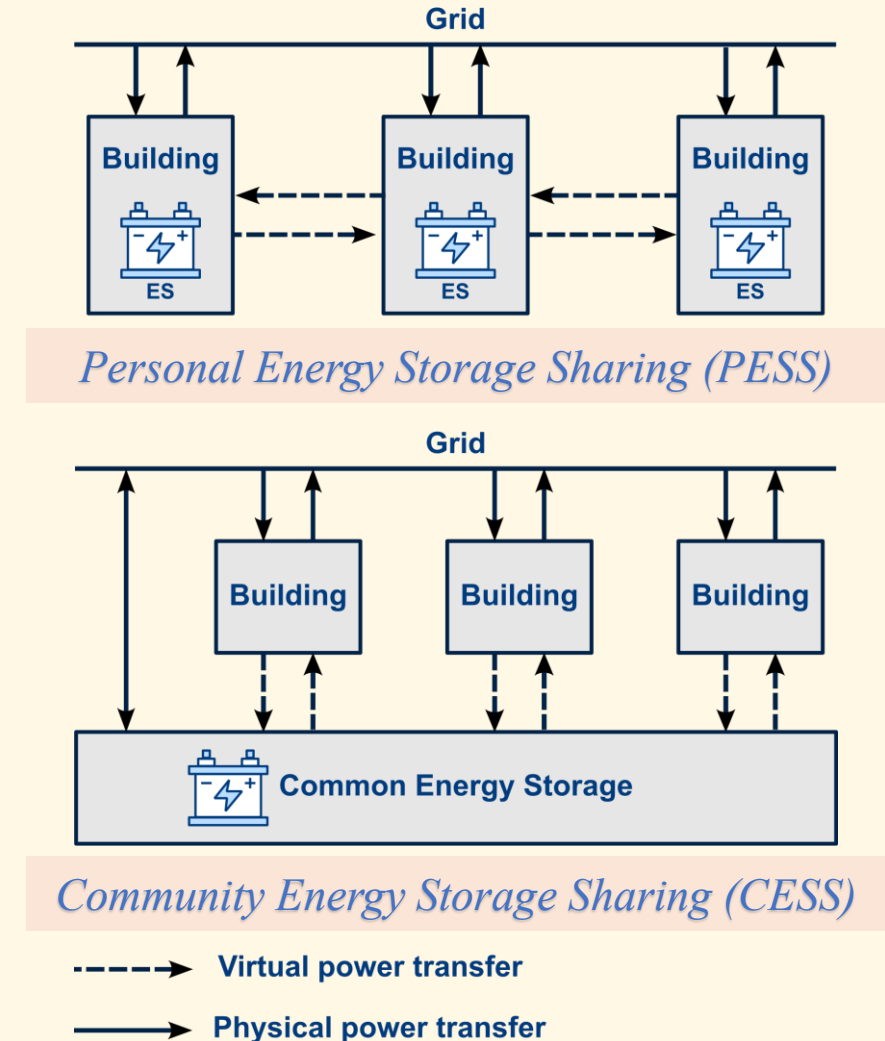 Grid
Building Building Building
- + - + - +
ES ES ES
Personal Energy Storage Sharing (PESS)
Grid
Building Building Building
- + Common Energy Storage
Community Energy Storage Sharing (CESS)
Virtual power transfer
Physical power transfer